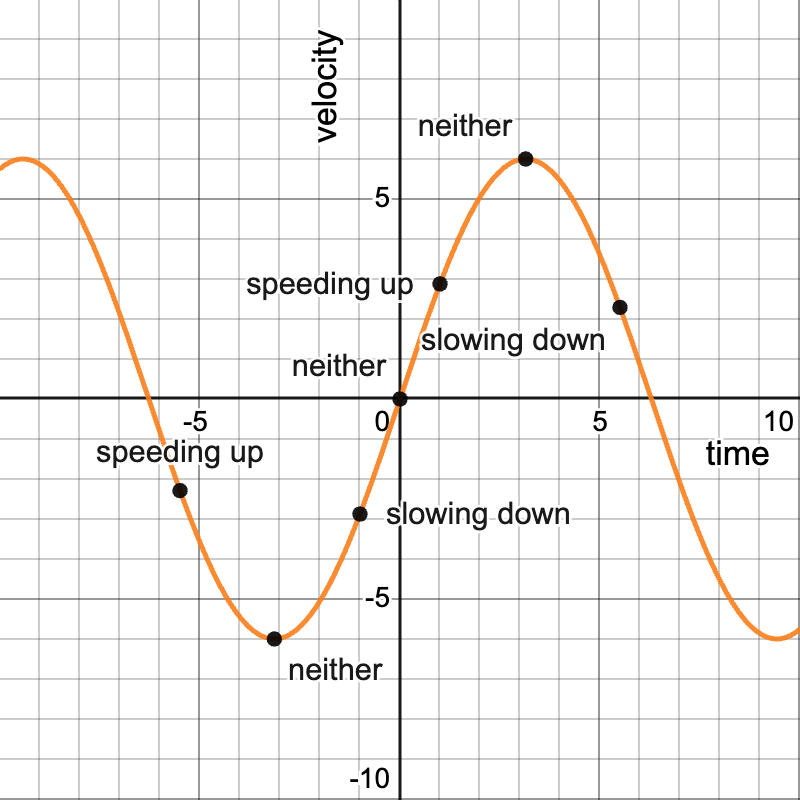 velocity
neither
5
speeding up
slowing down
neither
-5
0
5
10
speeding up
time
slowing down
-5
neither
-10